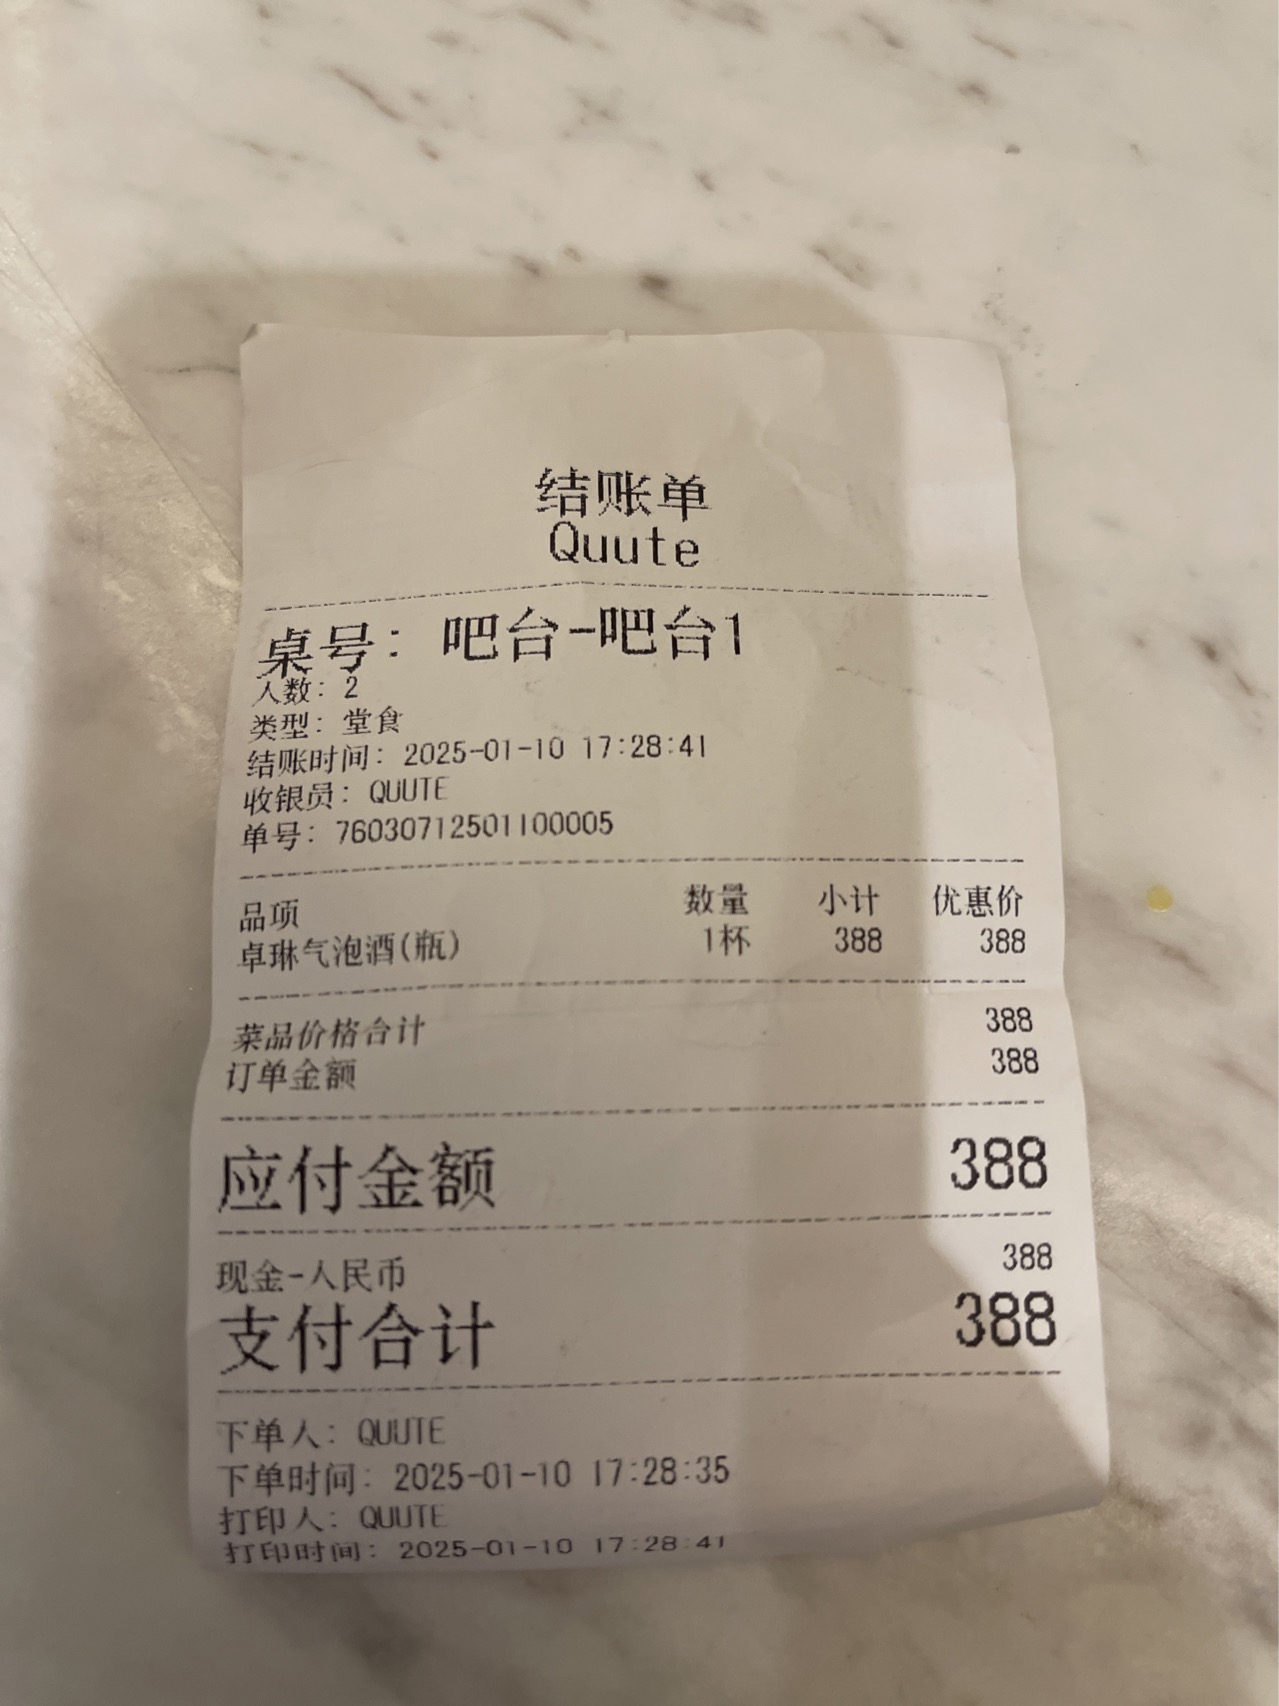 结账单
Quute
桌号: 吧台-吧台1
人数: 2
类型: 堂食
结账时间: 2025-01-10 17:28:41
收银员: QUUTE
单号: 76030712501100005
品项 数量 小计 优惠价
卓琳气泡酒(瓶) 1杯 388 388
菜品价格合计 388
订单金额 388
应付金额 388
现金-人民币 388
支付合计 388
下单人: QUUTE
下单时间: 2025-01-10 17:28:35
打印人: QUUTE
打印时间: 2025-01-10 17:28:41